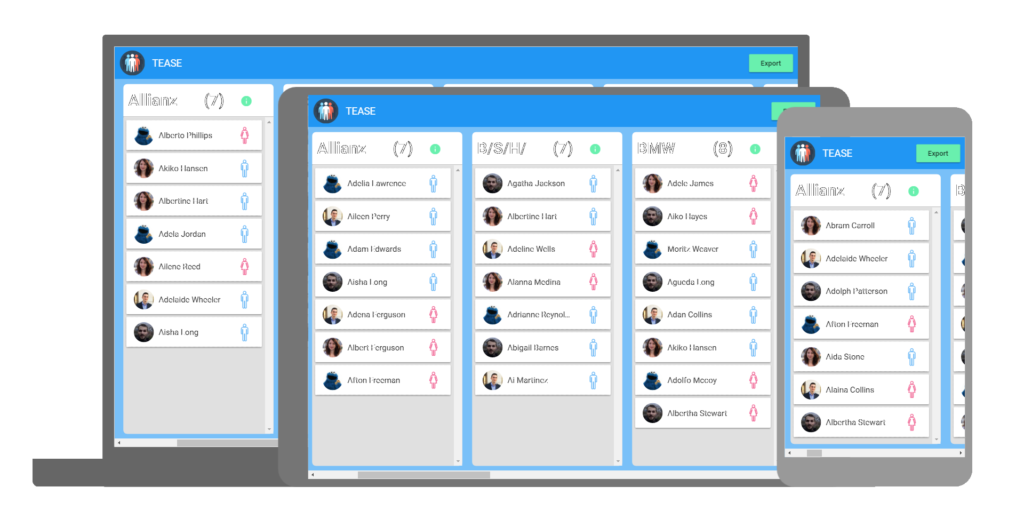 TEASE
Export
Allianz (7)
Alberto Phillips
Akiko Hansen
Albertine Hari
Adela Jordan
Ailene Reed
Adelaide Wheeler
Aisha Long
TEASE
Allianz (7)
Adelia Lawrence
Aileen Perry
Adam Edwards
Aisha Long
Adena Ferguson
Albert Ferguson
Afton Freeman
B/S/H/ (7)
Agatha Jackson
Albertine Hari
Adeline Wells
Alanna Medina
Adrianne Reynol...
Abigail Barnes
Ai Martinez
BMW (8)
Adele James
Aiko Hayes
Moritz Weaver
Agueda Long
Adan Collins
Akiko Hansen
Adolfo Mccoy
Albertha Stewart
TEASE
Export
Allianz (7)
Abram Carroll
Adelaide Wheeler
Adolph Patterson
Afton Freeman
Aida Stone
Alaina Collins
Albertha Stewart